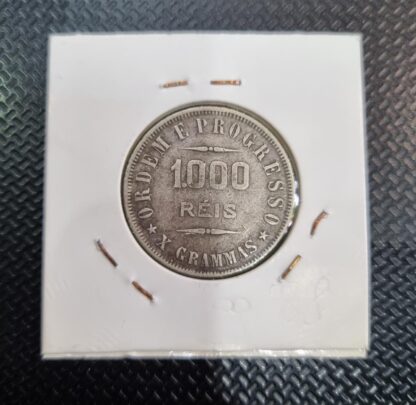 ORDEM E PROGRESSO
1.000
RÉIS
★ X GRAMMAS ★